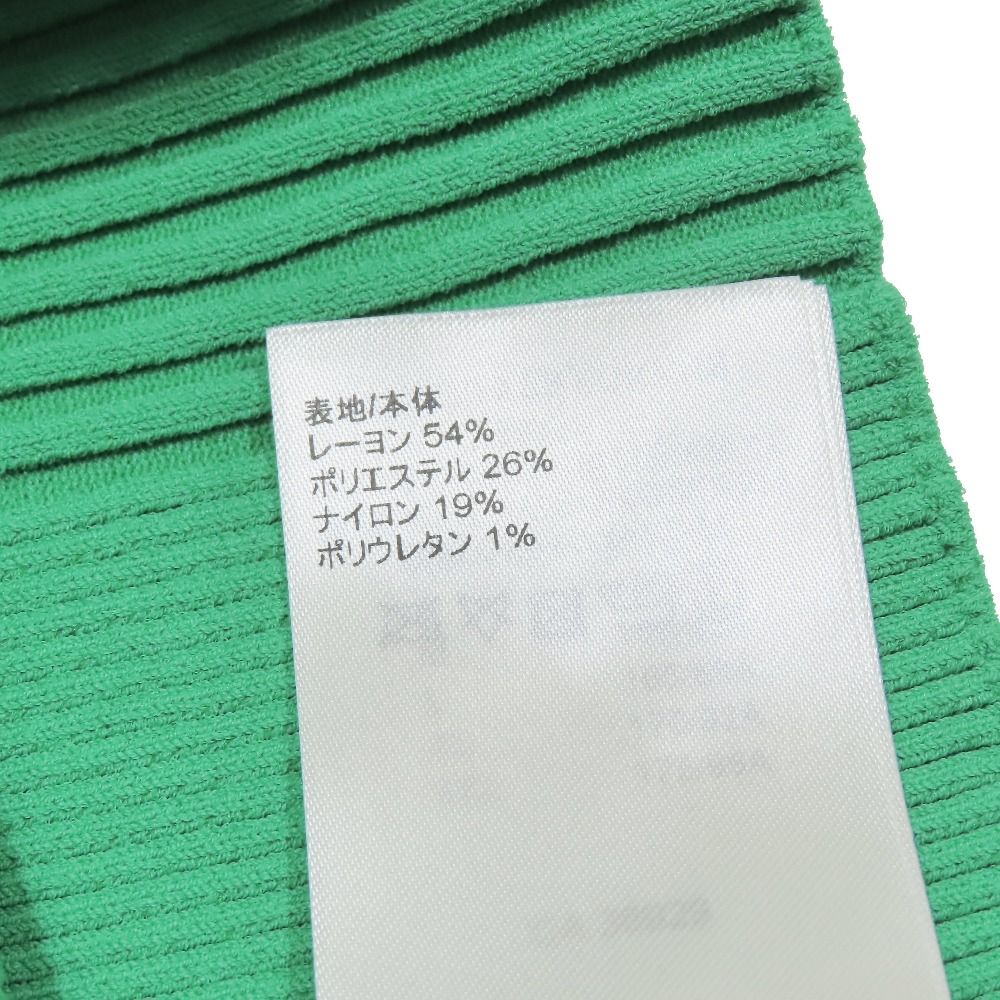 表地/本体
レーヨン 54%
ポリエステル 26%
ナイロン 19%
ポリウレタン 1%